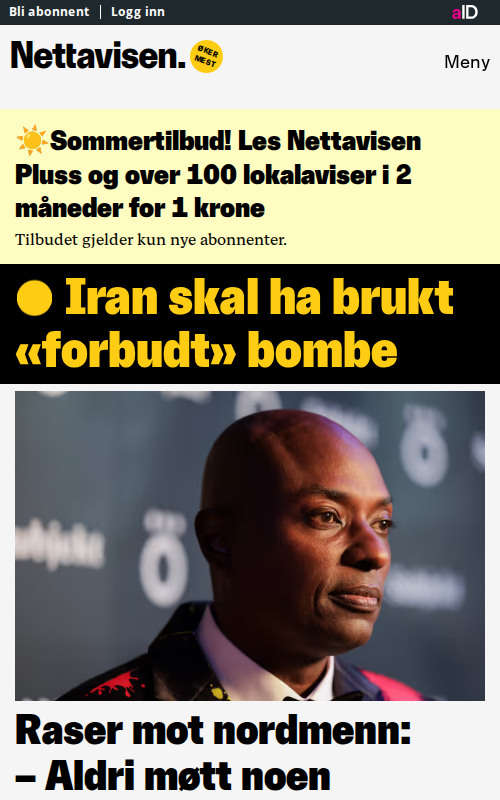 Bli abonnent | Logg inn
aID
Nettavisen.
ØKER
MEST
Meny
☀️Sommertilbud! Les Nettavisen
Pluss og over 100 lokalaviser i 2
måneder for 1 krone
Tilbudet gjelder kun nye abonnenter.
Iran skal ha brukt
«forbudt» bombe
Raser mot nordmenn:
– Aldri møtt noen